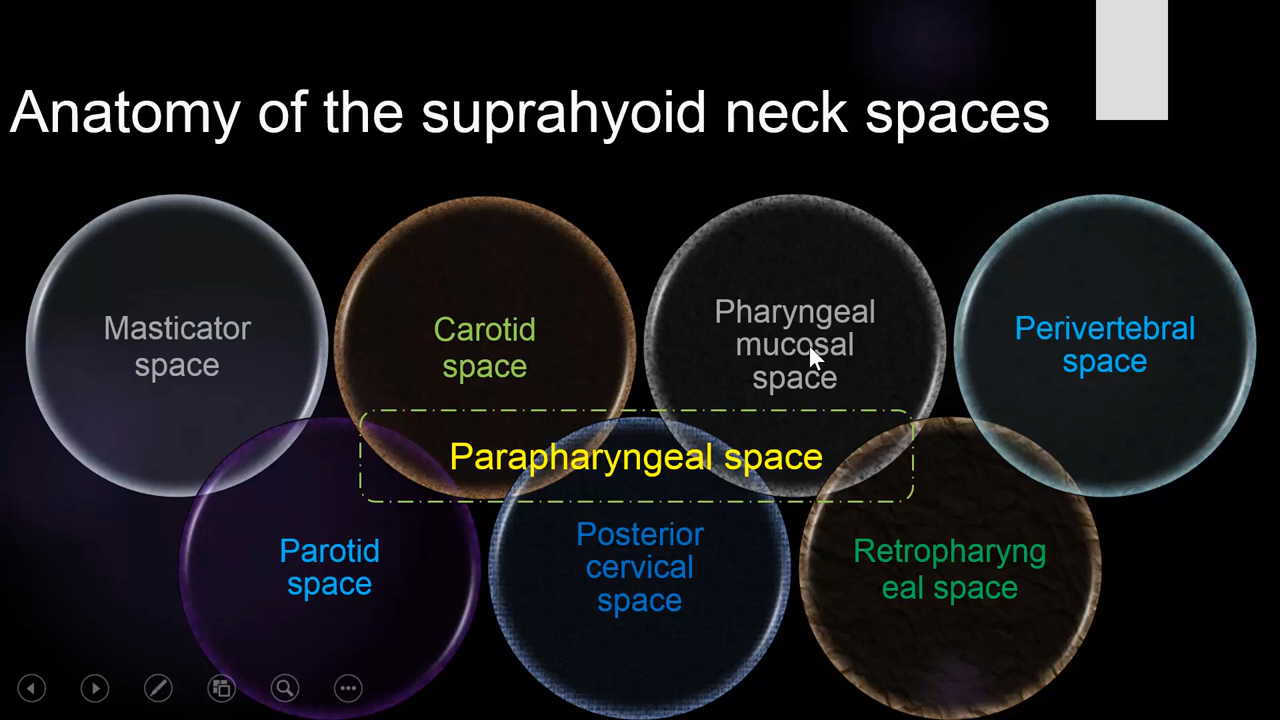 Anatomy of the suprahyoid neck spaces
Masticator
space
Carotid
space
Pharyngeal
mucosal
space
Perivertebral
space
Parapharyngeal space
Parotid
space
Posterior
cervical
space
Retropharyng
eal space